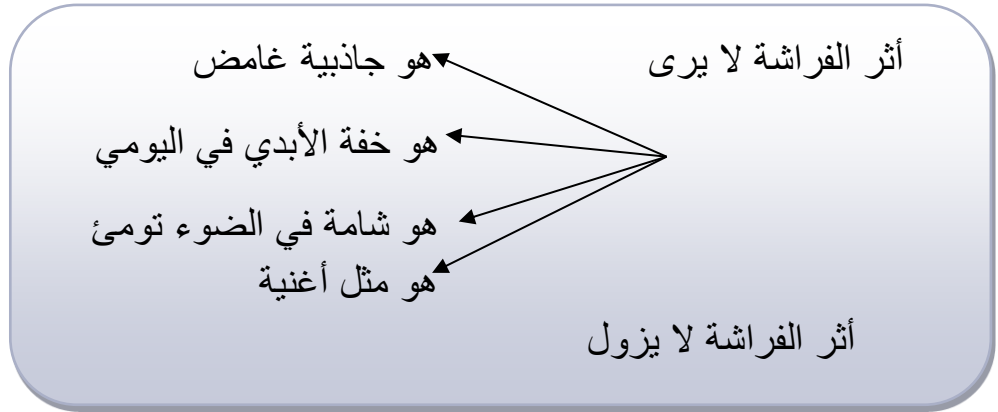 أثر الفراشة لا يرى
هو جاذبية غامض
هو خفة الأبدي في اليومي
هو شامة في الضوء تومئ
هو مثل أغنية
أثر الفراشة لا يزول